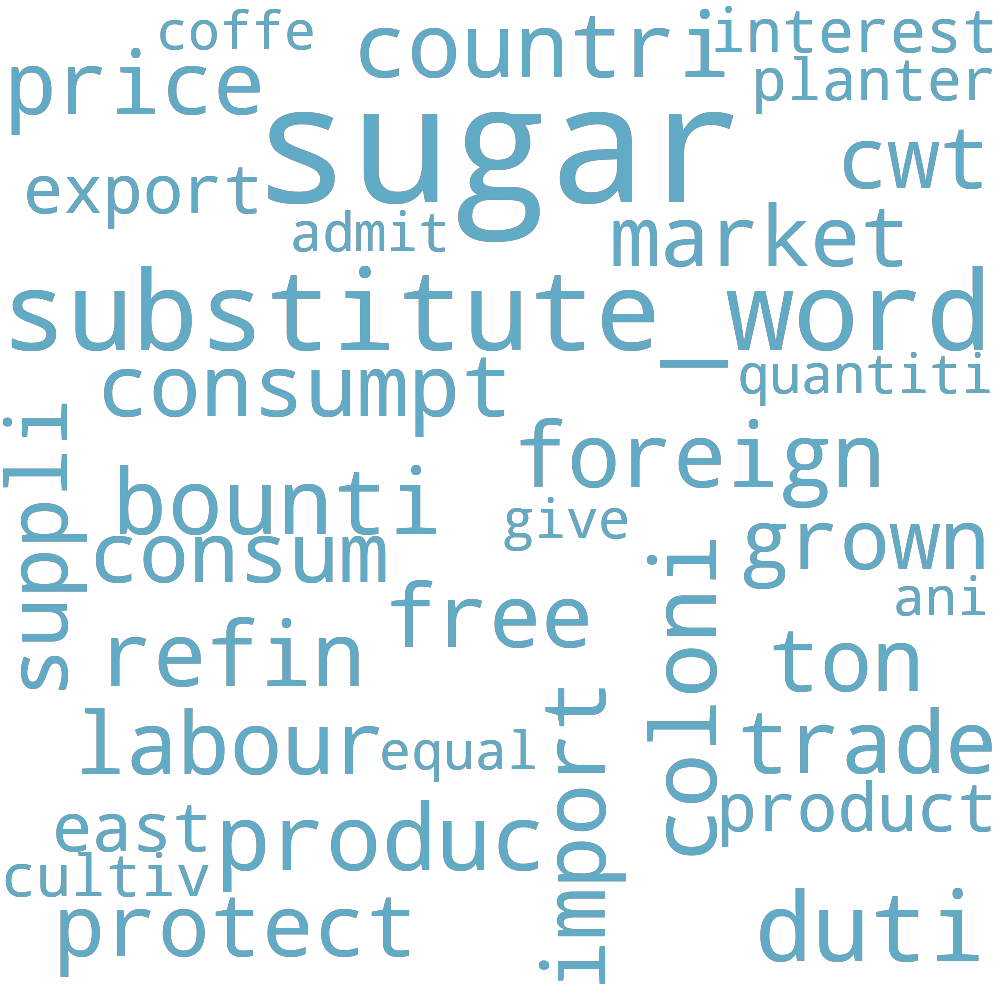 coffe
countri
interest
price
planter
sugar
cwt
export
admit
market
substitute_word
consumpt
quantiti
suppli
foreign
bounti
give
grown
consum
coloni
ani
free
refin
ton
labour
equal
import
trade
product
east
produc
cultiv
protect
duti